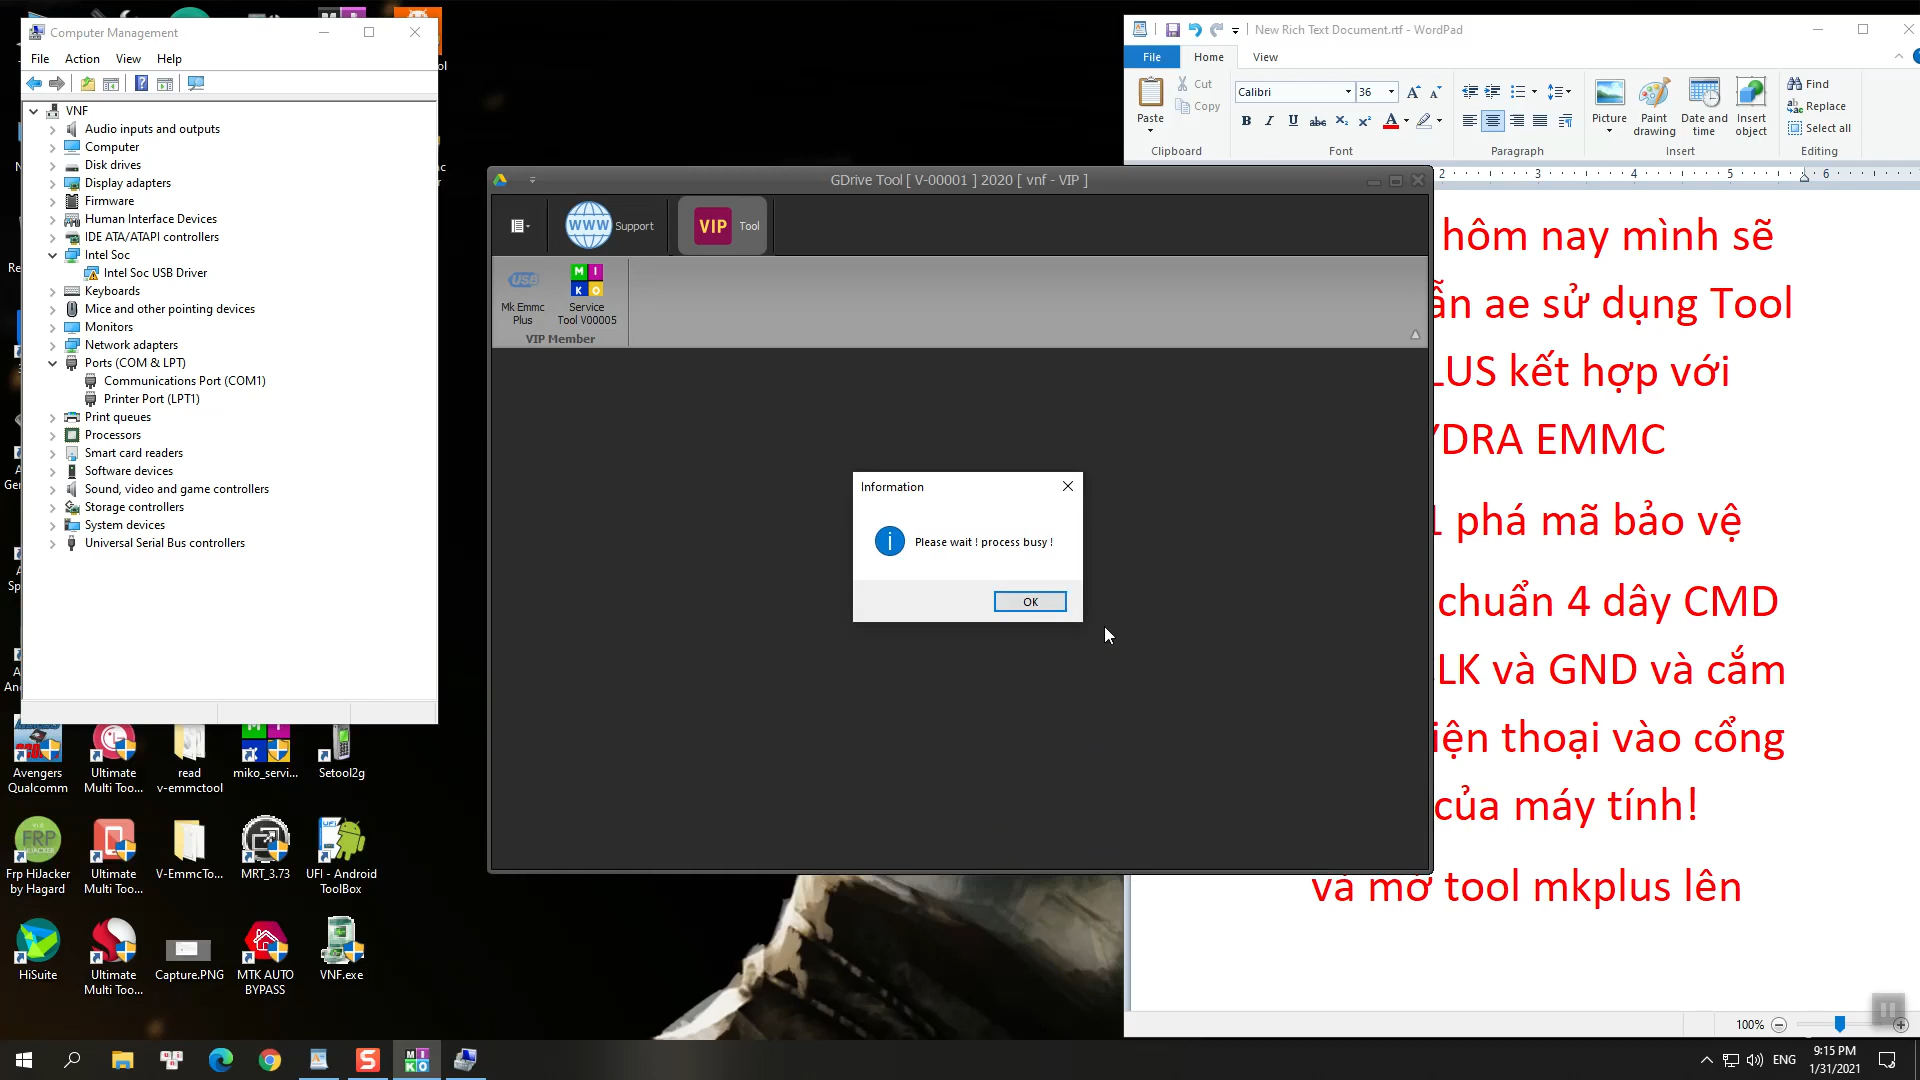 Computer Management
File Action View Help
VNF
Audio inputs and outputs
Computer
Disk drives
Display adapters
Firmware
Human Interface Devices
IDE ATA/ATAPI controllers
Intel Soc
Intel Soc USB Driver
Keyboards
Mice and other pointing devices
Monitors
Network adapters
Ports (COM & LPT)
Communications Port (COM1)
Printer Port (LPT1)
Print queues
Processors
Smart card readers
Software devices
Sound, video and game controllers
Storage controllers
System devices
Universal Serial Bus controllers
Avengers Qualcomm
Ultimate Multi Too...
read v-emmctool
miko_servi...
Setool2g
Frp HiJacker by Hagard
Ultimate Multi Too...
V-EmmcTo...
MRT_3.73
UFI - Android ToolBox
HiSuite
Ultimate Multi Too...
Capture.PNG
MTK AUTO BYPASS
VNF.exe
GDrive Tool [ V-00001 ] 2020 [ vnf - VIP ]
WWW Support
VIP Tool
USB
MIKO
Mk Emmc Plus
Service Tool V00005
VIP Member
Information
Please wait ! process busy !
OK
New Rich Text Document.rtf - WordPad
File Home View
Paste
Cut
Copy
Clipboard
Calibri 36
Font
Paragraph
Picture
Paint drawing
Date and time
Insert object
Insert
Find
Replace
Select all
Editing
2 3 4 5 6
hôm nay mình sẽ
ẫn ae sử dụng Tool
LUS kết hợp với
YDRA EMMC
1 phá mã bảo vệ
chuẩn 4 dây CMD
LK và GND và cắm
iện thoại vào cổng
của máy tính!
và mở tool mkplus lên
100%
ENG
9:15 PM
1/31/2021